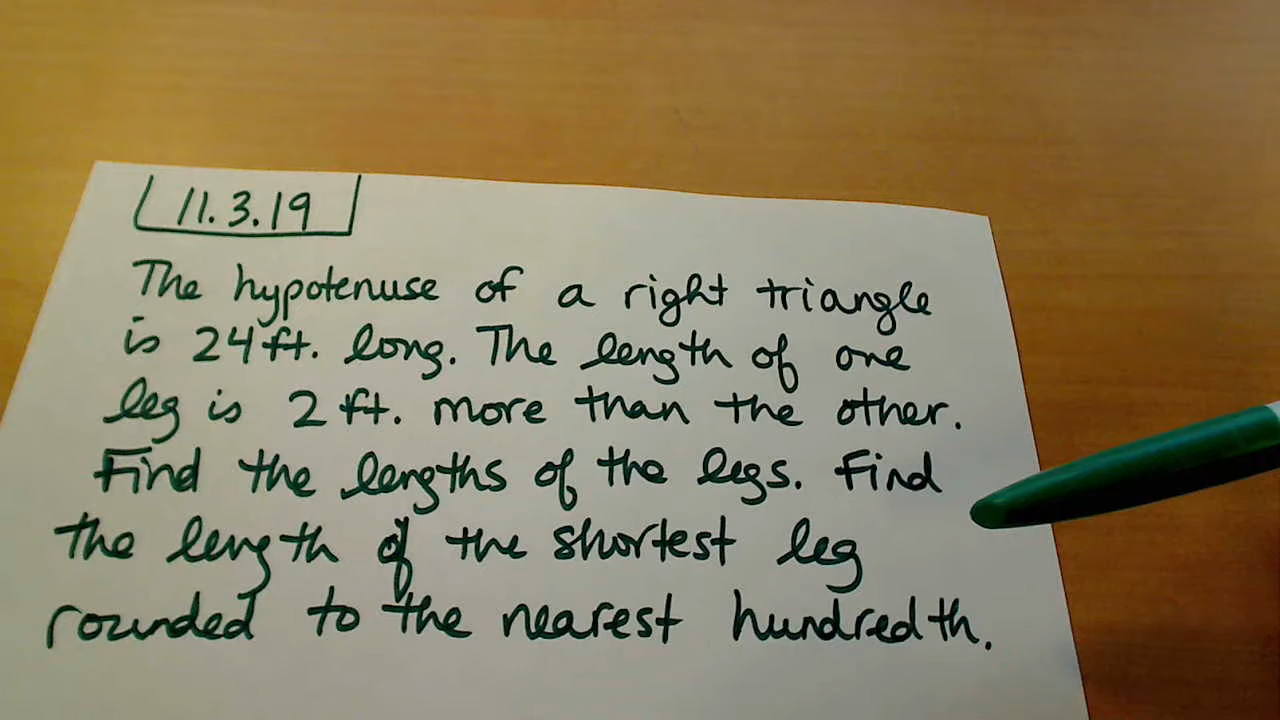 11.3.19
The hypotenuse of a right triangle
is 24ft. long. The length of one
leg is 2 ft. more than the other.
Find the lengths of the legs. Find
the length of the shortest leg
rounded to the nearest hundredth.